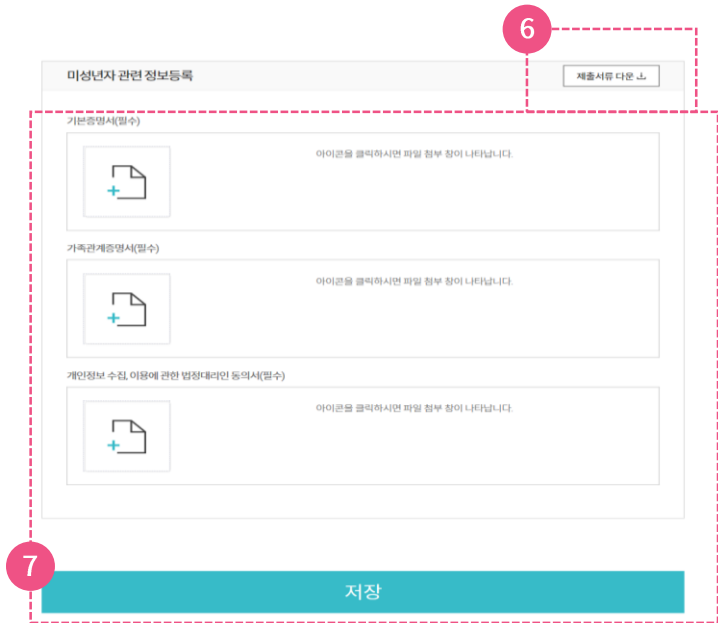 6
미성년자 관련 정보등록
제출서류 다운
기본증명서(필수)
아이콘을 클릭하시면 파일 첨부 창이 나타납니다.
가족관계증명서(필수)
아이콘을 클릭하시면 파일 첨부 창이 나타납니다.
개인정보 수집, 이용에 관한 법정대리인 동의서(필수)
아이콘을 클릭하시면 파일 첨부 창이 나타납니다.
7
저장